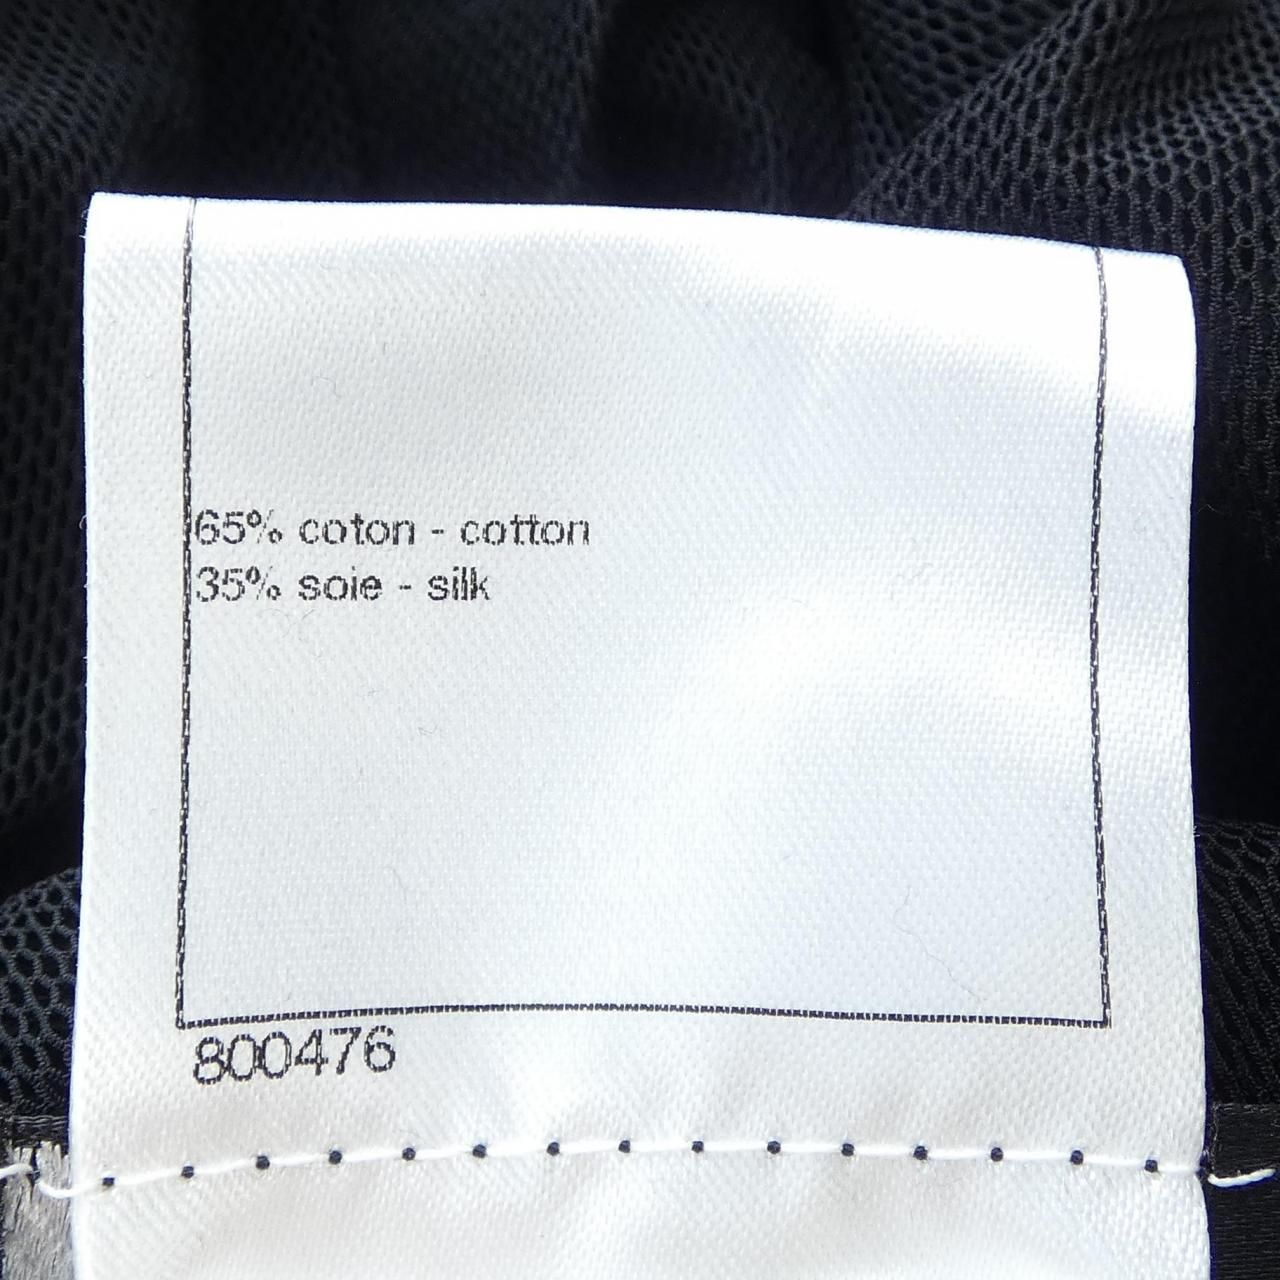 65% coton - cotton
35% soie - silk
800476